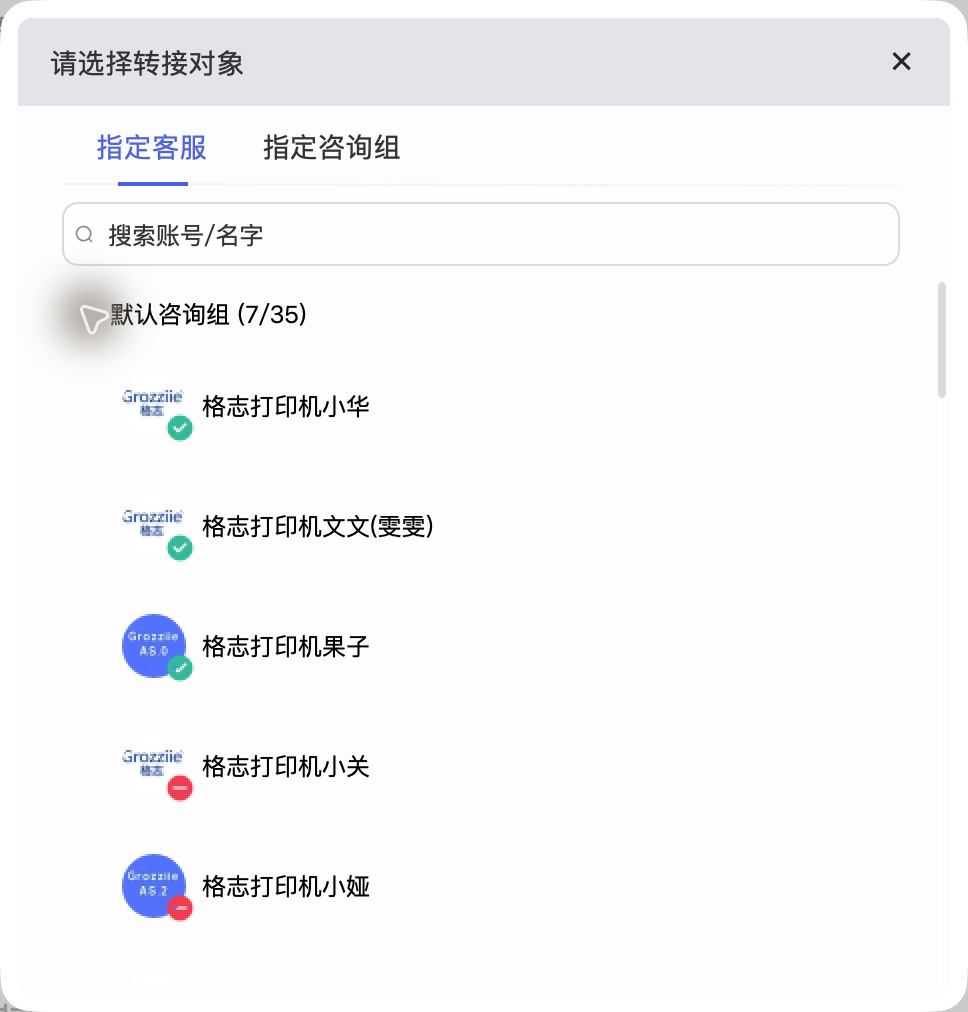 请选择转接对象
指定客服
指定咨询组
搜索账号/名字
默认咨询组 (7/35)
Grozziie
格志
格志打印机小华
Grozziie
格志
格志打印机文文(雯雯)
Grozziie
AS.0
格志打印机果子
Grozziie
格志
格志打印机小关
Grozziie
AS.2
格志打印机小娅